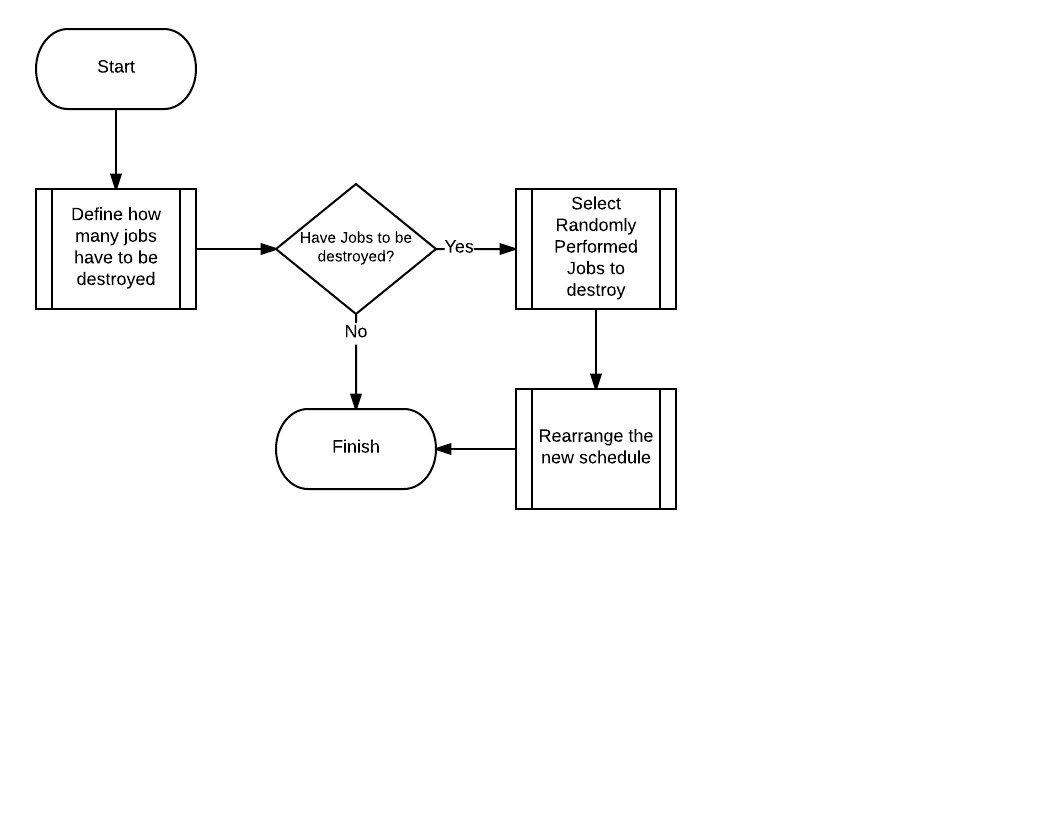 Start
Define how
many jobs
have to be
destroyed
Have Jobs to be
destroyed?
Yes
Select
Randomly
Performed
Jobs to
destroy
No
Finish
Rearrange the
new schedule